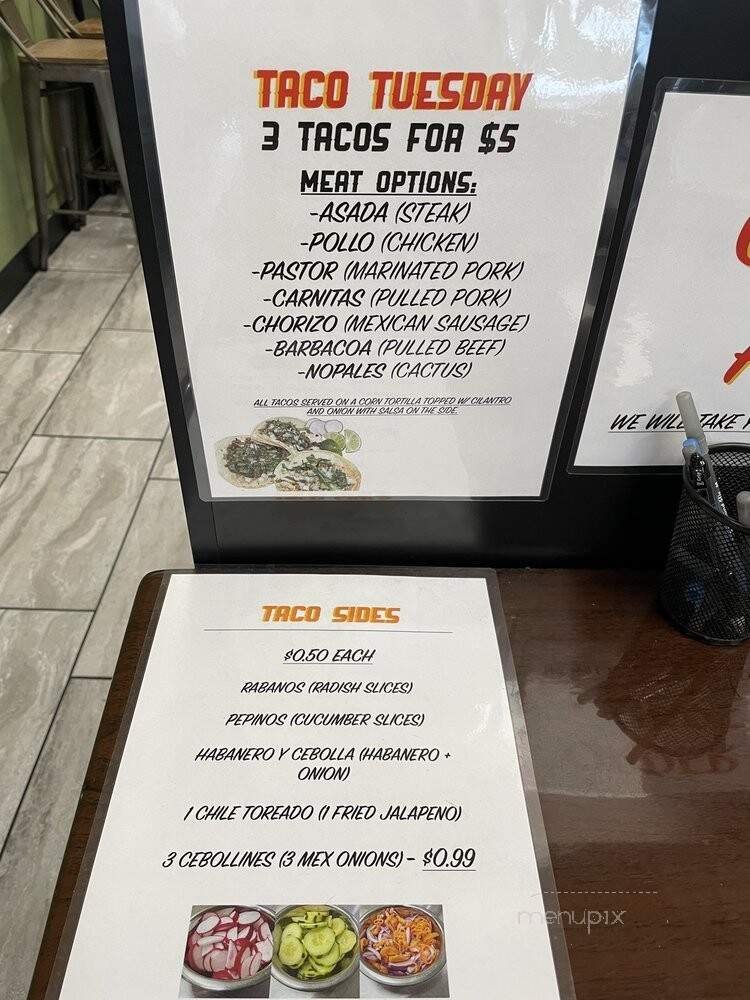 TACO TUESDAY
3 TACOS FOR $5
MEAT OPTIONS:
-ASADA (STEAK)
-POLLO (CHICKEN)
-PASTOR (MARINATED PORK)
-CARNITAS (PULLED PORK)
-CHORIZO (MEXICAN SAUSAGE)
-BARBACOA (PULLED BEEF)
-NOPALES (CACTUS)
ALL TACOS SERVED ON A CORN TORTILLA TOPPED W/ CILANTRO
AND ONION WITH SALSA ON THE SIDE.
WE WILL TAKE
TACO SIDES
$0.50 EACH
RABANOS (RADISH SLICES)
PEPINOS (CUCUMBER SLICES)
HABANERO Y CEBOLLA (HABANERO +
ONION)
1 CHILE TOREADO (1 FRIED JALAPENO)
3 CEBOLLINES (3 MEX ONIONS) - $0.99
menupix